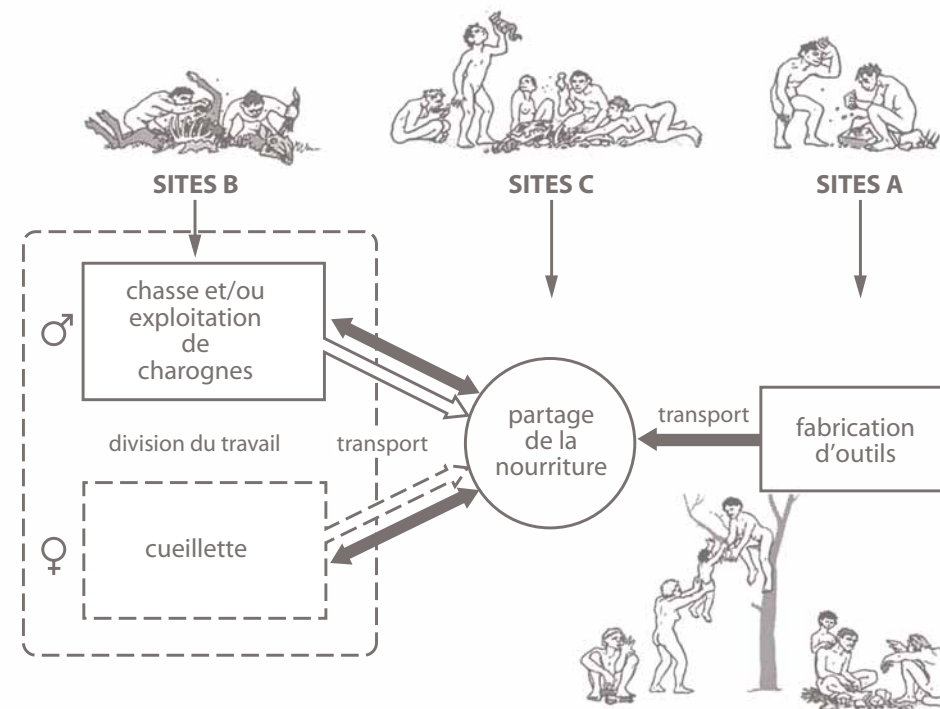 SITES B
SITES C
SITES A
chasse et/ou
exploitation
de
charognes
division du travail
transport
cueillette
partage
de la
nourriture
transport
fabrication
d’outils